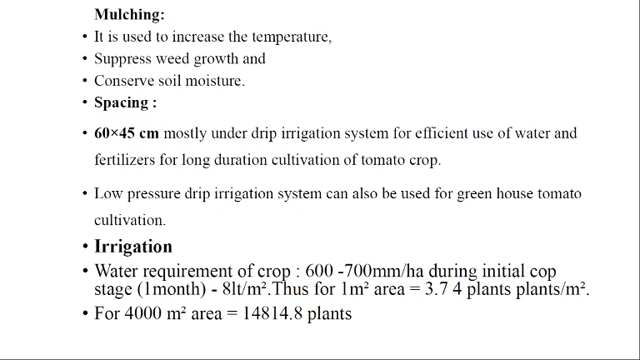 Mulching:
• It is used to increase the temperature,
• Suppress weed growth and
• Conserve soil moisture.
• Spacing :
• 60×45 cm mostly under drip irrigation system for efficient use of water and
fertilizers for long duration cultivation of tomato crop.
• Low pressure drip irrigation system can also be used for green house tomato
cultivation.
• Irrigation
• Water requirement of crop : 600 -700mm/ha during initial cop
stage (1month) - 8lt/m².Thus for 1m² area = 3.7 4 plants plants/m².
• For 4000 m² area = 14814.8 plants